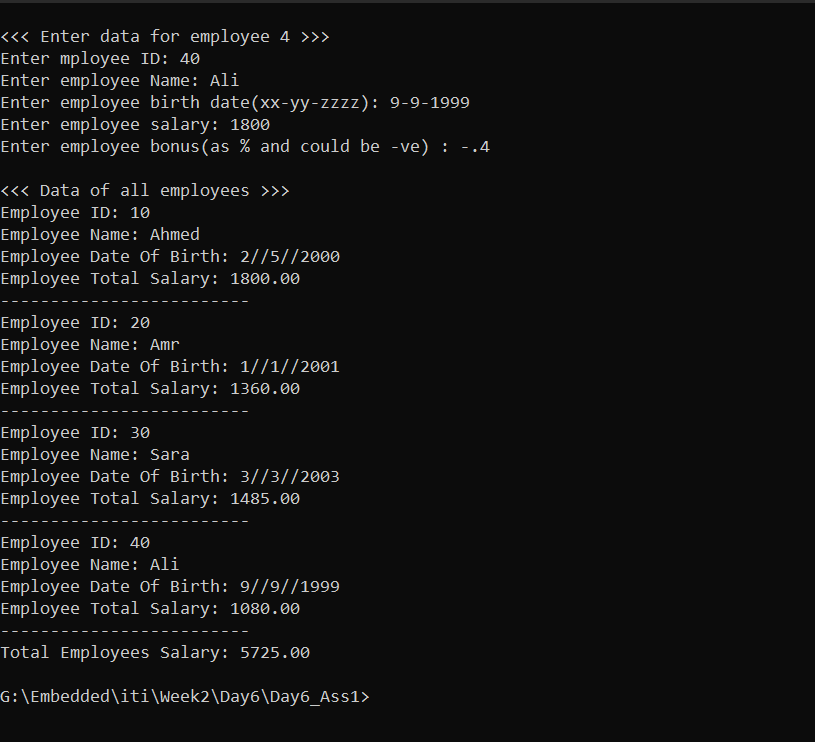 <<< Enter data for employee 4 >>>
Enter mployee ID: 40
Enter employee Name: Ali
Enter employee birth date(xx-yy-zzzz): 9-9-1999
Enter employee salary: 1800
Enter employee bonus(as % and could be -ve) : -.4
<<< Data of all employees >>>
Employee ID: 10
Employee Name: Ahmed
Employee Date Of Birth: 2//5//2000
Employee Total Salary: 1800.00
-------------------------
Employee ID: 20
Employee Name: Amr
Employee Date Of Birth: 1//1//2001
Employee Total Salary: 1360.00
-------------------------
Employee ID: 30
Employee Name: Sara
Employee Date Of Birth: 3//3//2003
Employee Total Salary: 1485.00
-------------------------
Employee ID: 40
Employee Name: Ali
Employee Date Of Birth: 9//9//1999
Employee Total Salary: 1080.00
-------------------------
Total Employees Salary: 5725.00
G:\Embedded\iti\Week2\Day6\Day6_Ass1>